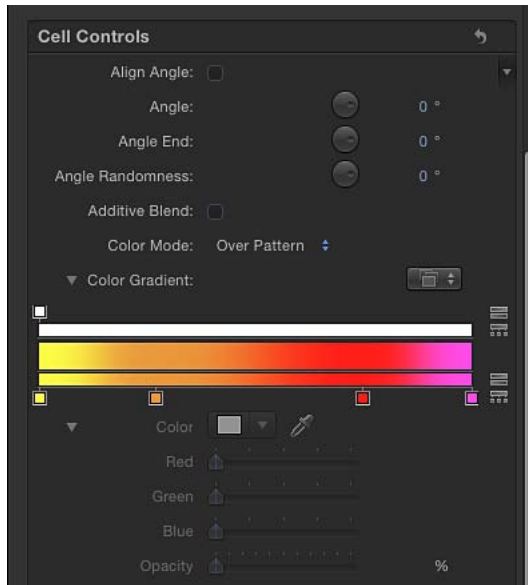 Cell Controls
Align Angle:
Angle: 0 °
Angle End: 0 °
Angle Randomness: 0 °
Additive Blend:
Color Mode: Over Pattern
Color Gradient:
Color
Red
Green
Blue
Opacity %